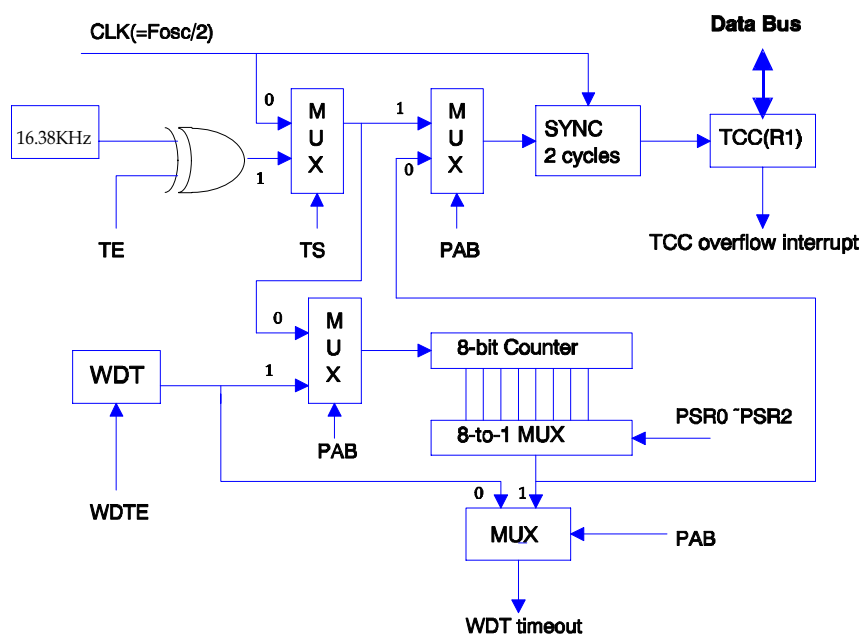 CLK(=Fosc/2)
Data Bus
0
M
U
X
1
M
U
X
0
16.38KHz
1
SYNC
2 cycles
TCC(R1)
TE
TS
PAB
TCC overflow interrupt
0
M
U
X
8-bit Counter
WDT
1
PAB
8-to-1 MUX
PSR0 ~PSR2
WDTE
0
1
MUX
PAB
WDT timeout